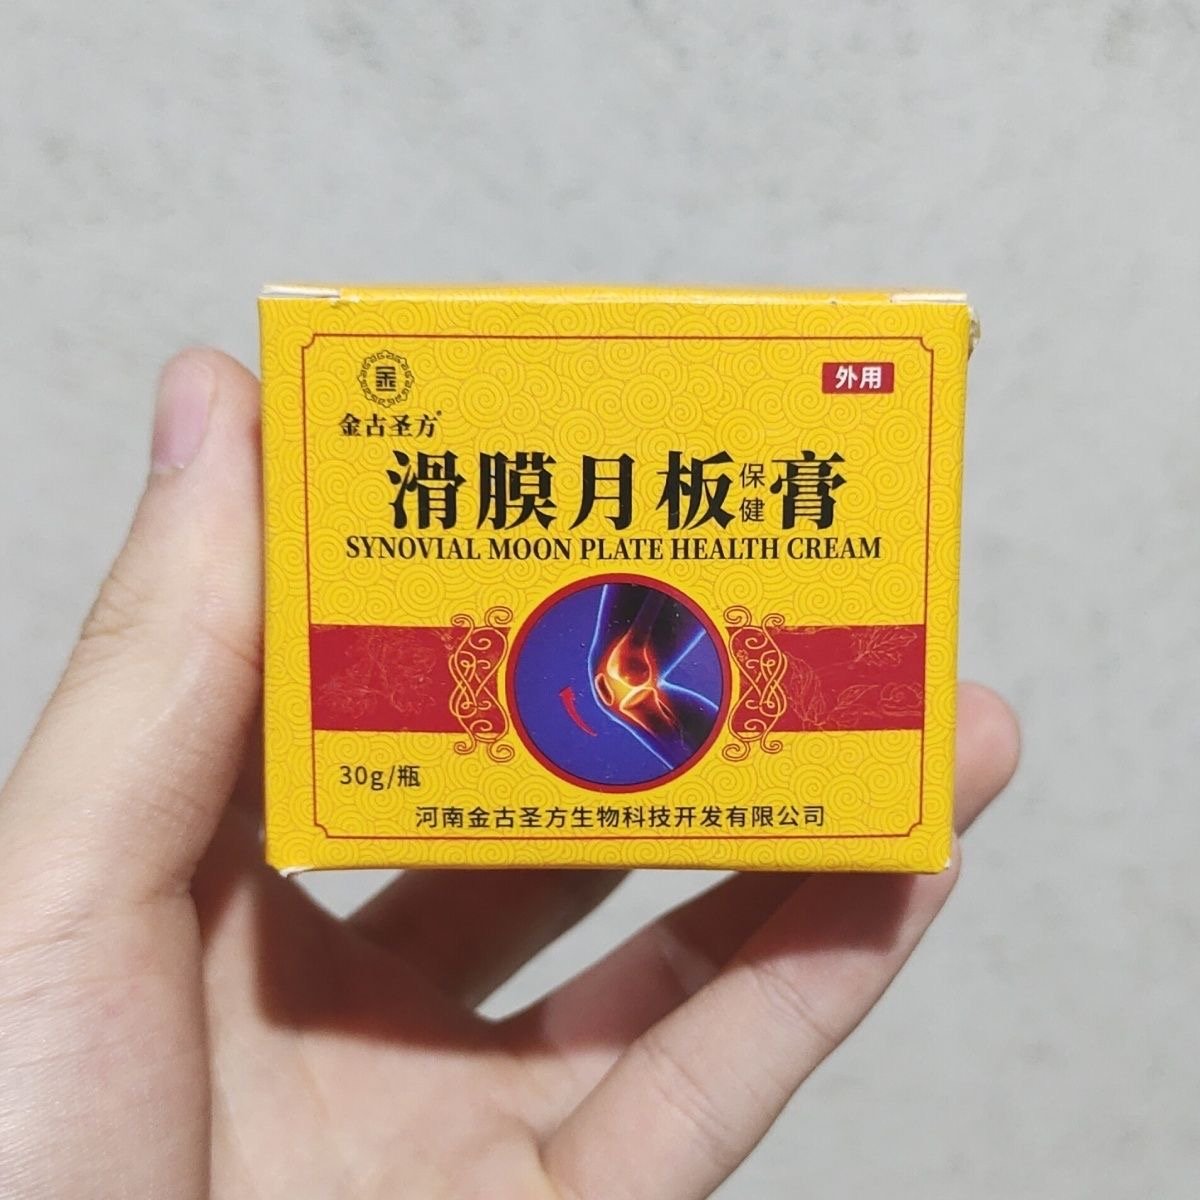 金
外用
金古圣方®
滑膜月板保健膏
SYNOVIAL MOON PLATE HEALTH CREAM
30g/瓶
河南金古圣方生物科技开发有限公司